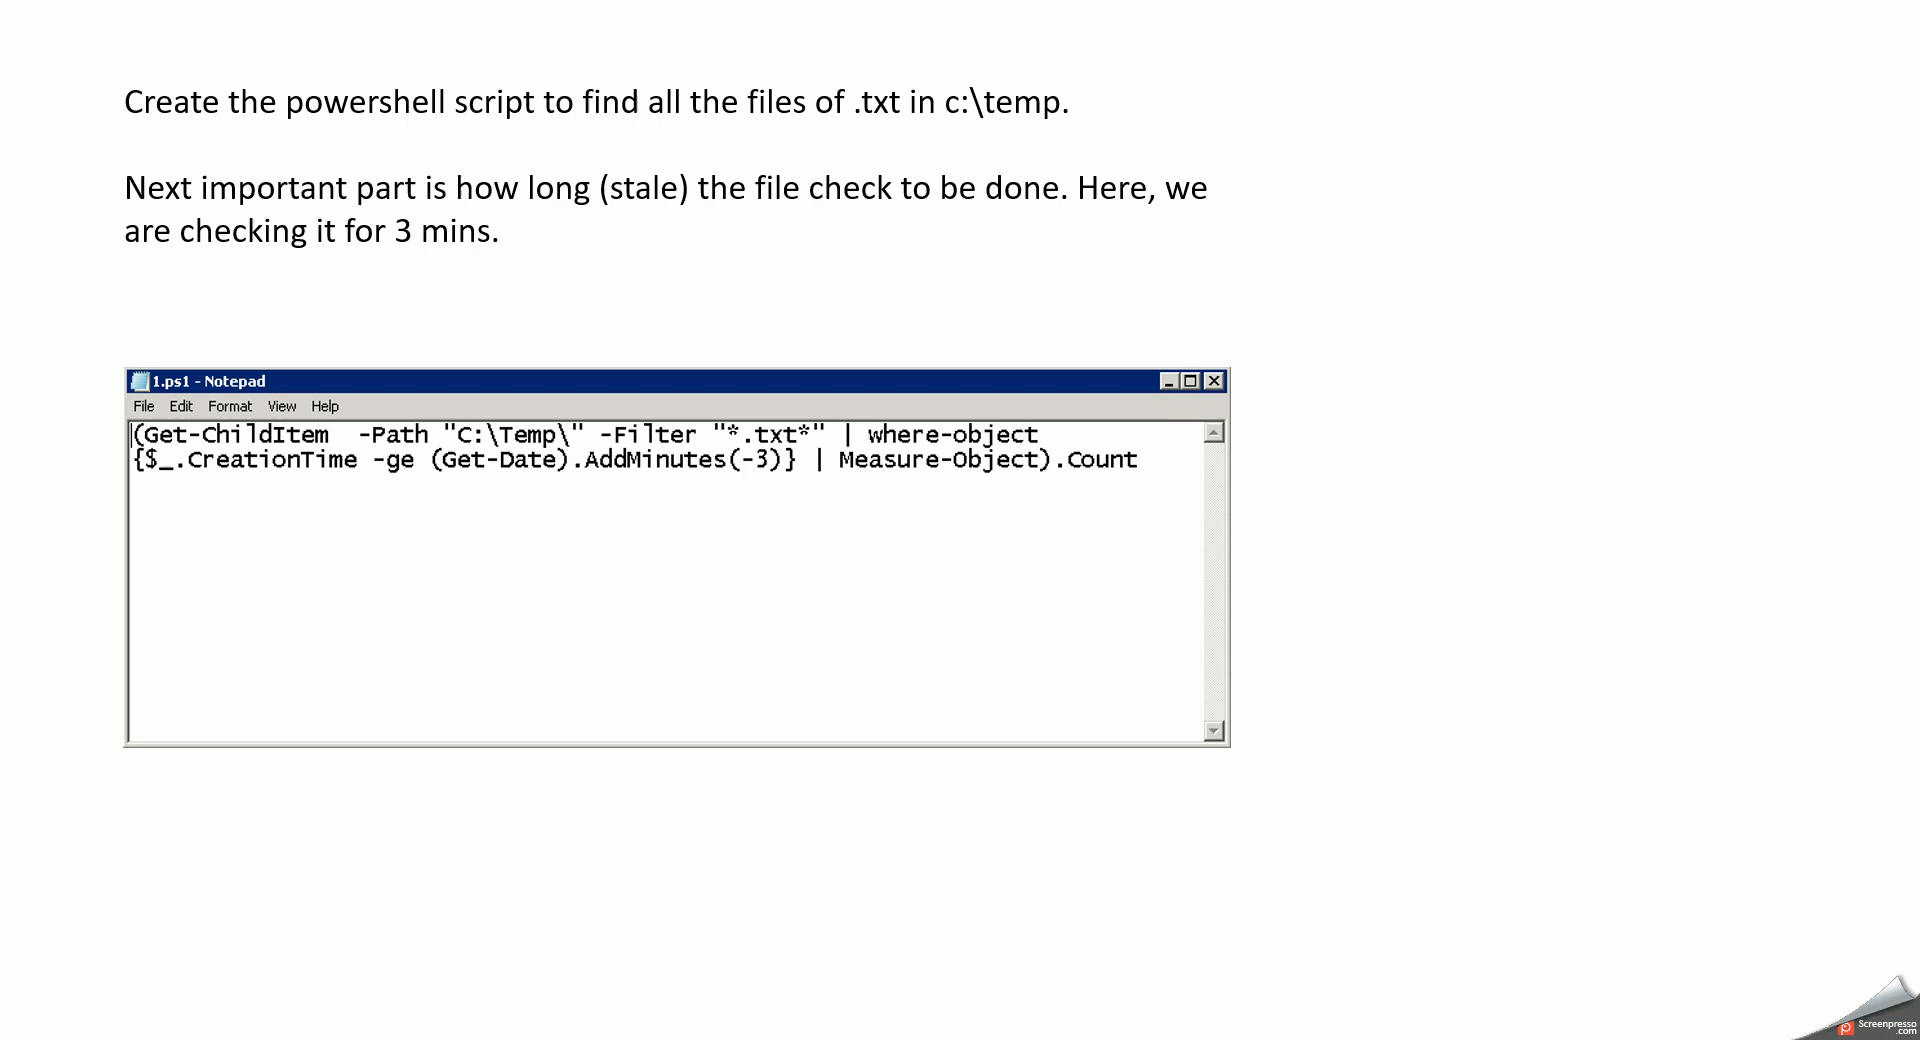 Create the powershell script to find all the files of .txt in c:\temp.
Next important part is how long (stale) the file check to be done. Here, we
are checking it for 3 mins.
1.ps1 - Notepad
File Edit Format View Help
(Get-ChildItem  -Path "C:\Temp\" -Filter "*.txt*" | where-object
{$_.CreationTime -ge (Get-Date).AddMinutes(-3)} | Measure-Object).Count
Screenpresso
.com